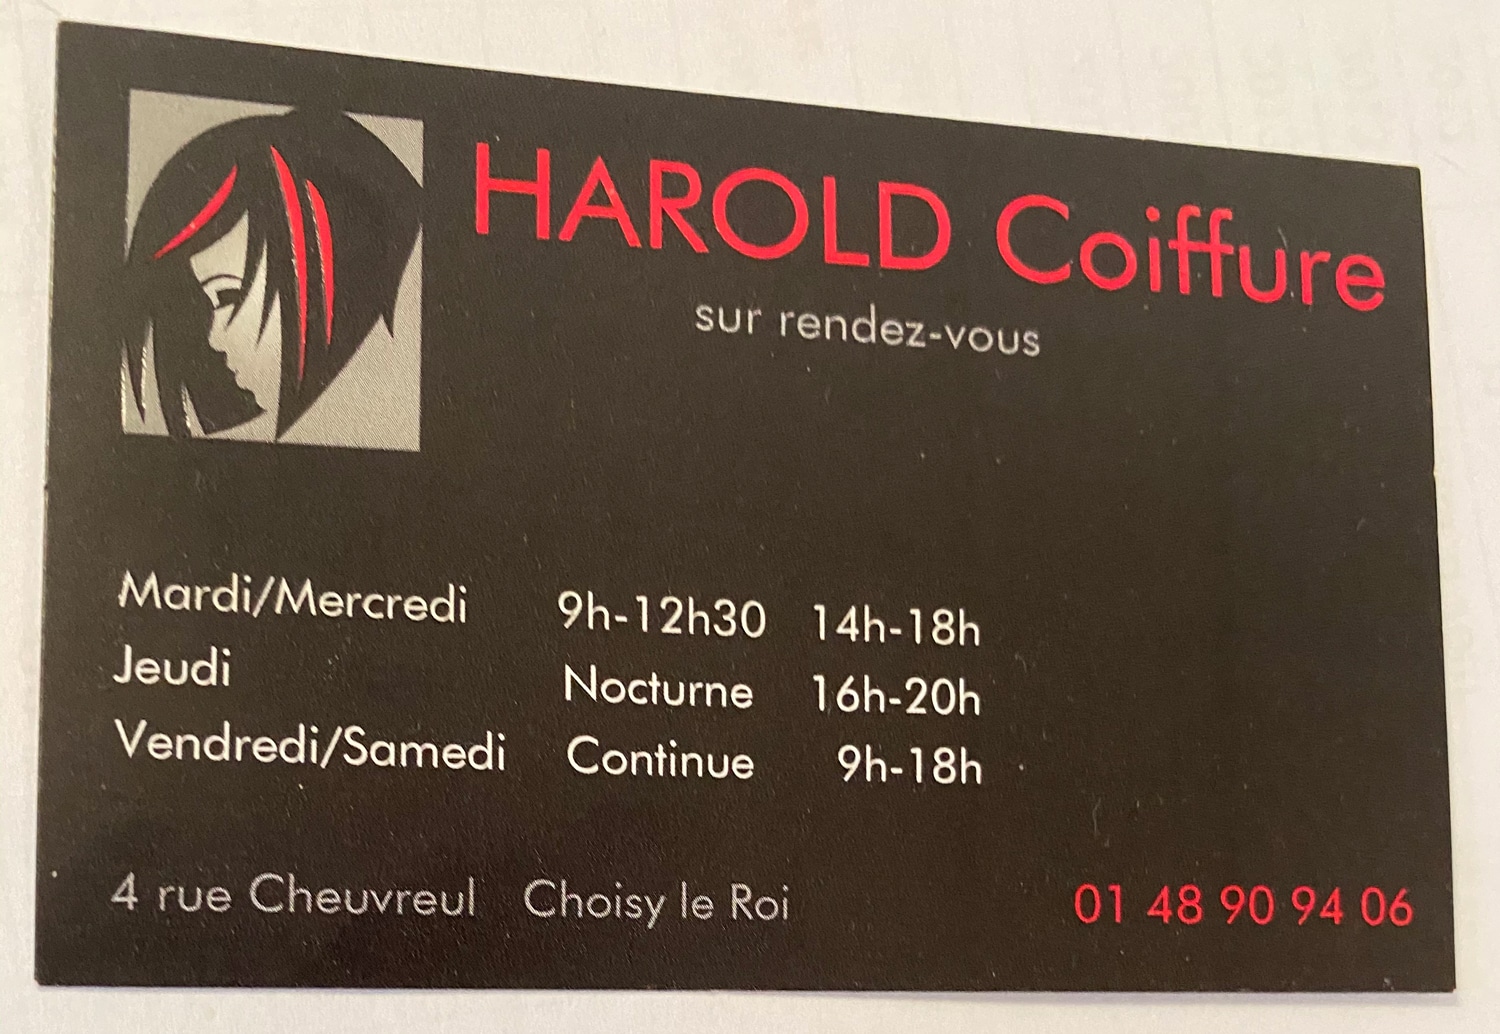 HAROLD Coiffure
sur rendez-vous
Mardi/Mercredi 9h-12h30 14h-18h
Jeudi Nocturne 16h-20h
Vendredi/Samedi Continue 9h-18h
4 rue Cheuvreul Choisy le Roi 01 48 90 94 06